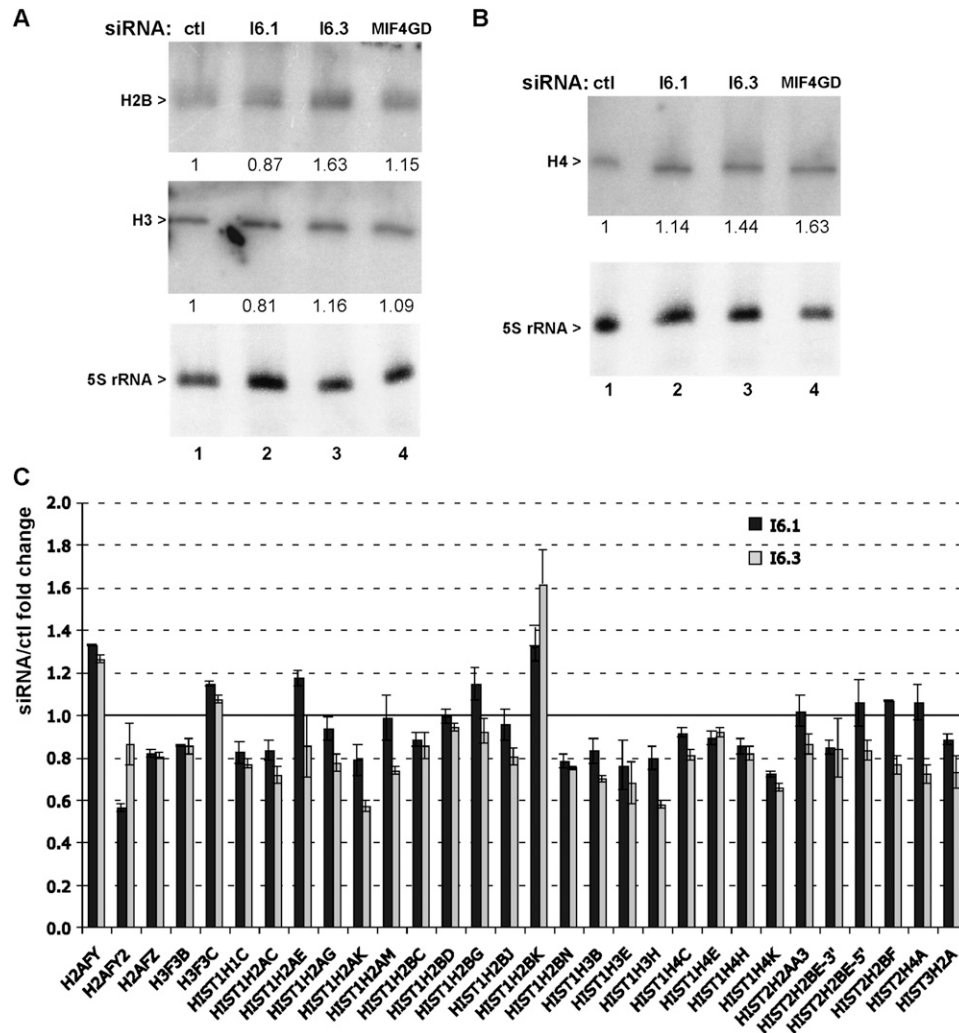 A
siRNA: ctl I6.1 I6.3 MIF4GD
H2B >
1 0.87 1.63 1.15
H3 >
1 0.81 1.16 1.09
5S rRNA >
1 2 3 4
B
siRNA: ctl I6.1 I6.3 MIF4GD
H4 >
1 1.14 1.44 1.63
5S rRNA >
1 2 3 4
C
siRNA/ctl fold change
2.0
1.8
1.6
1.4
1.2
1.0
0.8
0.6
0.4
0.2
0.0
I6.1
I6.3
H2AFY
H2AFY2
H2AFZ
H3F3B
H3F3C
HIST1H1C
HIST1H2AC
HIST1H2AE
HIST1H2AG
HIST1H2AK
HIST1H2AM
HIST1H2BC
HIST1H2BD
HIST1H2BG
HIST1H2BJ
HIST1H2BK
HIST1H2BN
HIST1H3B
HIST1H3E
HIST1H3H
HIST1H4C
HIST1H4E
HIST1H4H
HIST1H4K
HIST2H2AA3
HIST2H2BE-3'
HIST2H2BE-5'
HIST2H2BF
HIST2H4A
HIST3H2A